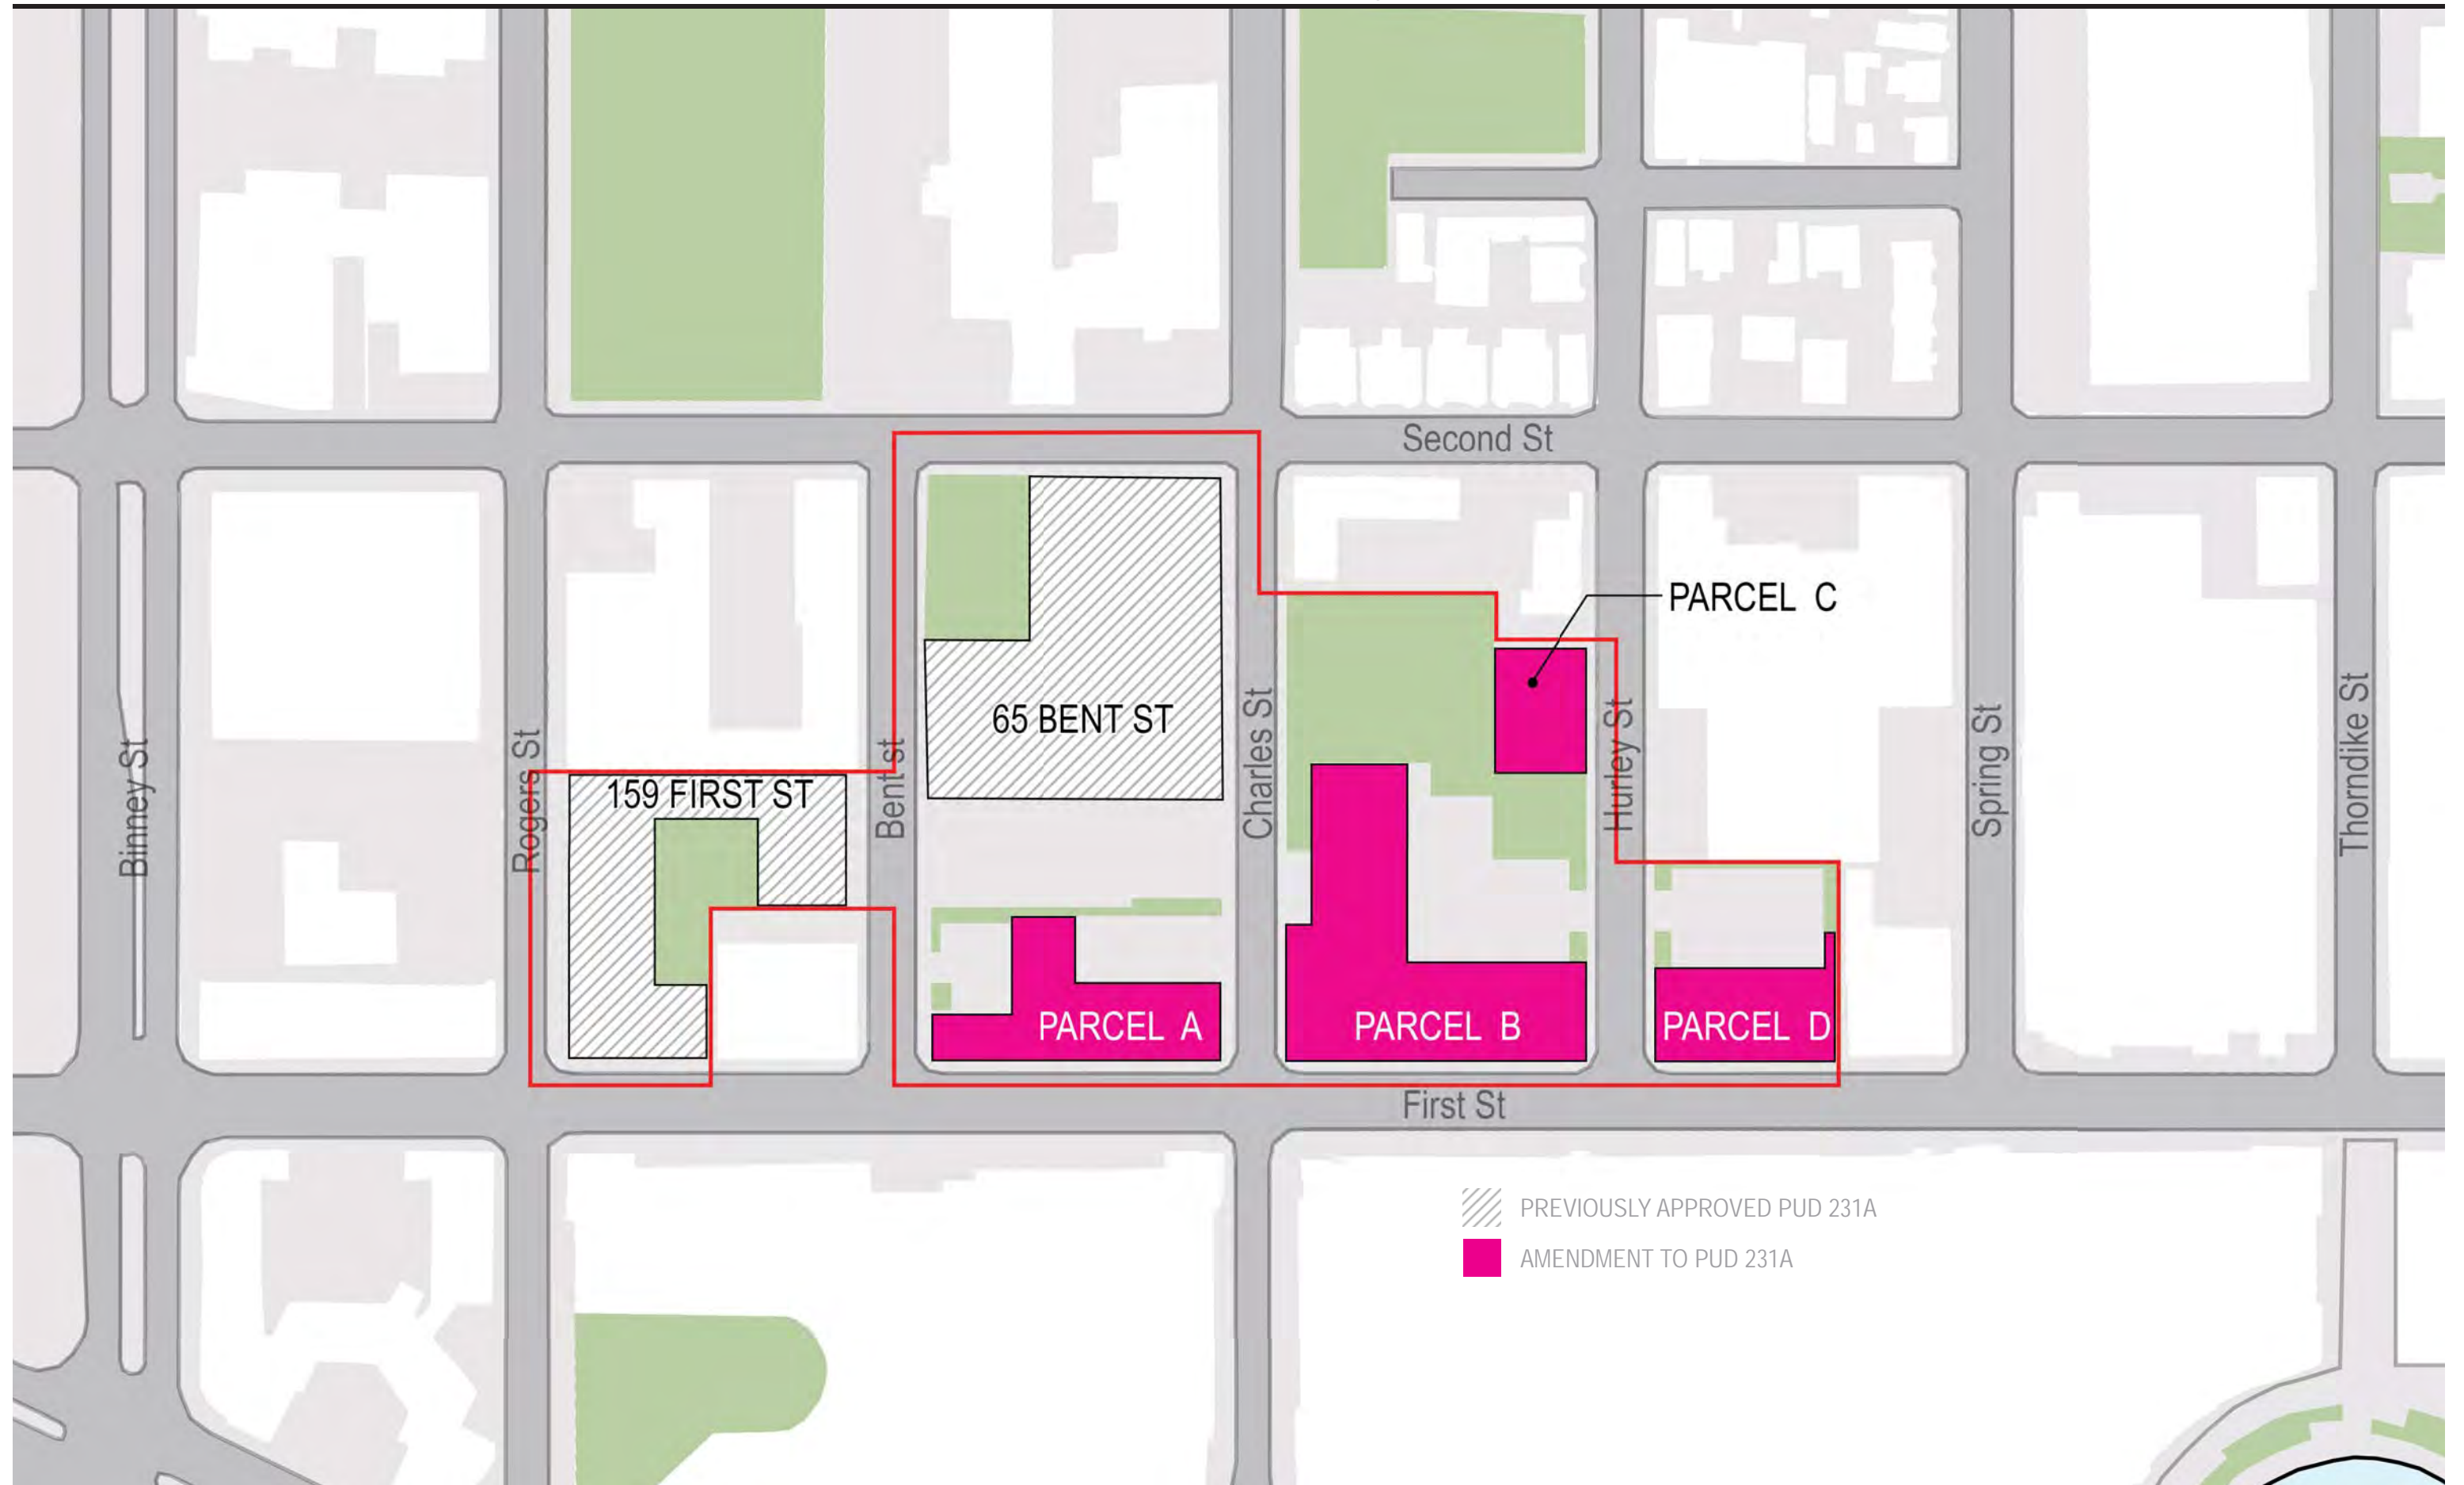 Second St
PARCEL C
65 BENT ST
159 FIRST ST
Binney St
Rogers St
Bent st
Charles St
Hurley St
Spring St
Thorndike St
PARCEL A
PARCEL B
PARCEL D
First St
PREVIOUSLY APPROVED PUD 231A
AMENDMENT TO PUD 231A